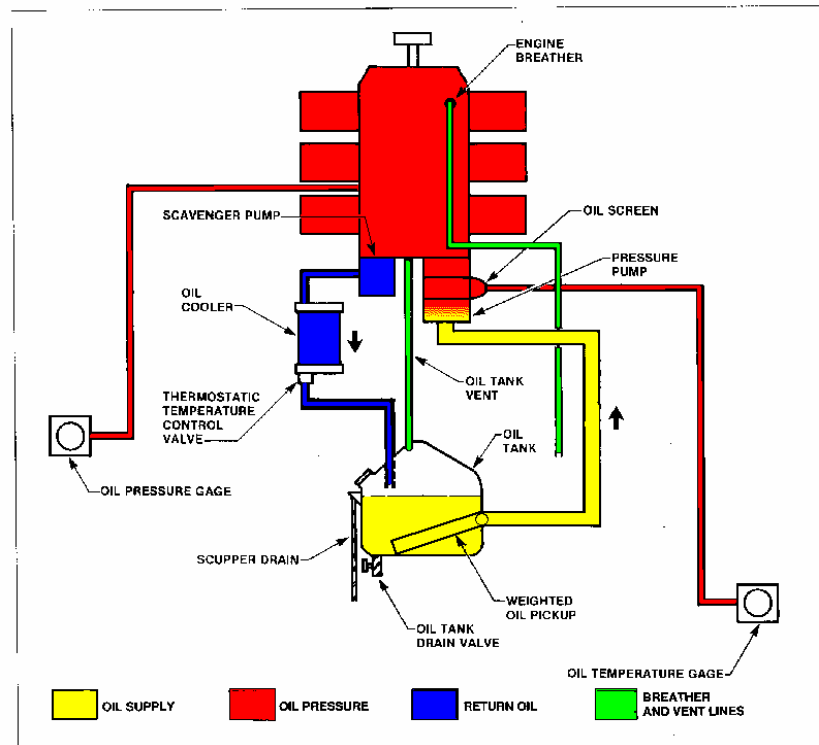 ENGINE
BREATHER
SCAVENGER PUMP
OIL SCREEN
PRESSURE
PUMP
OIL
COOLER
THERMOSTATIC
TEMPERATURE
CONTROL
VALVE
OIL TANK
VENT
OIL
TANK
OIL PRESSURE GAGE
SCUPPER DRAIN
WEIGHTED
OIL PICKUP
OIL TANK
DRAIN VALVE
OIL TEMPERATURE GAGE
OIL SUPPLY
OIL PRESSURE
RETURN OIL
BREATHER
AND VENT LINES